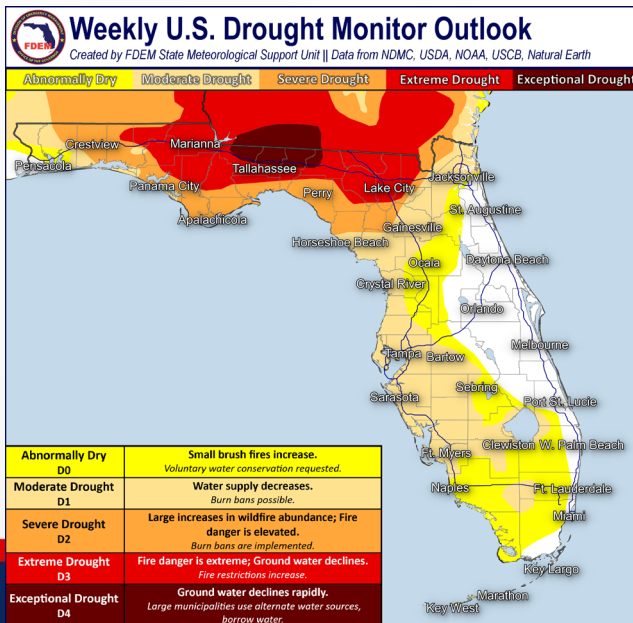 FDEM
Weekly U.S. Drought Monitor Outlook
Created by FDEM State Meteorological Support Unit || Data from NDMC, USDA, NOAA, USCB, Natural Earth
Abnormally Dry Moderate Drought Severe Drought Extreme Drought Exceptional Drought
Crestview
Marianna
Pensacola
Tallahassee
Jacksonville
Panama City
Perry
Lake City
St. Augustine
Apalachicola
Gainesville
Horseshoe Beach
Ocala
Daytona Beach
Crystal River
Orlando
Tampa
Bartow
Melbourne
Sebring
Sarasota
Port St. Lucie
Ft. Myers
Clewiston
W. Palm Beach
Naples
Ft. Lauderdale
Miami
Key Largo
Marathon
Key West
Abnormally Dry
D0
Small brush fires increase.
Voluntary water conservation requested.
Moderate Drought
D1
Water supply decreases.
Burn bans possible.
Severe Drought
D2
Large increases in wildfire abundance; Fire
danger is elevated.
Burn bans are implemented.
Extreme Drought
D3
Fire danger is extreme; Ground water declines.
Fire restrictions increase.
Exceptional Drought
D4
Ground water declines rapidly.
Large municipalities use alternate water sources,
borrow water.